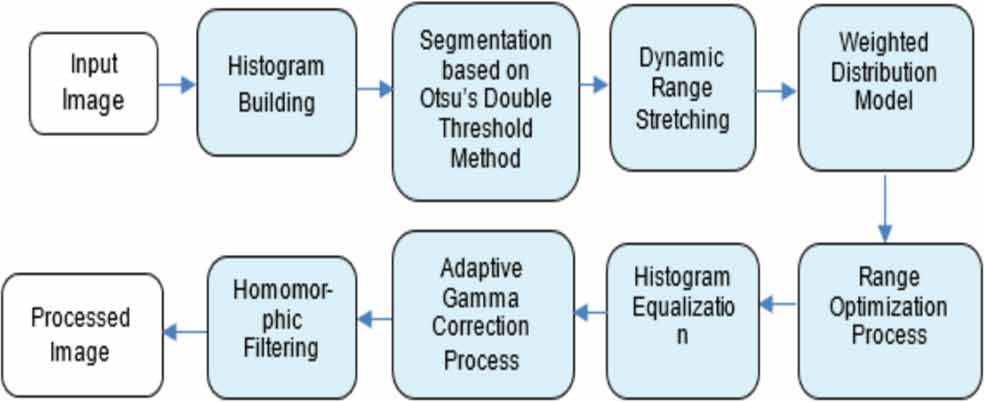 Input
Image
Histogram
Building
Segmentation
based on
Otsu's Double
Threshold
Method
Dynamic
Range
Stretching
Weighted
Distribution
Model
Range
Optimization
Process
Histogram
Equalizatio
n
Adaptive
Gamma
Correction
Process
Homomor-
phic
Filtering
Processed
Image